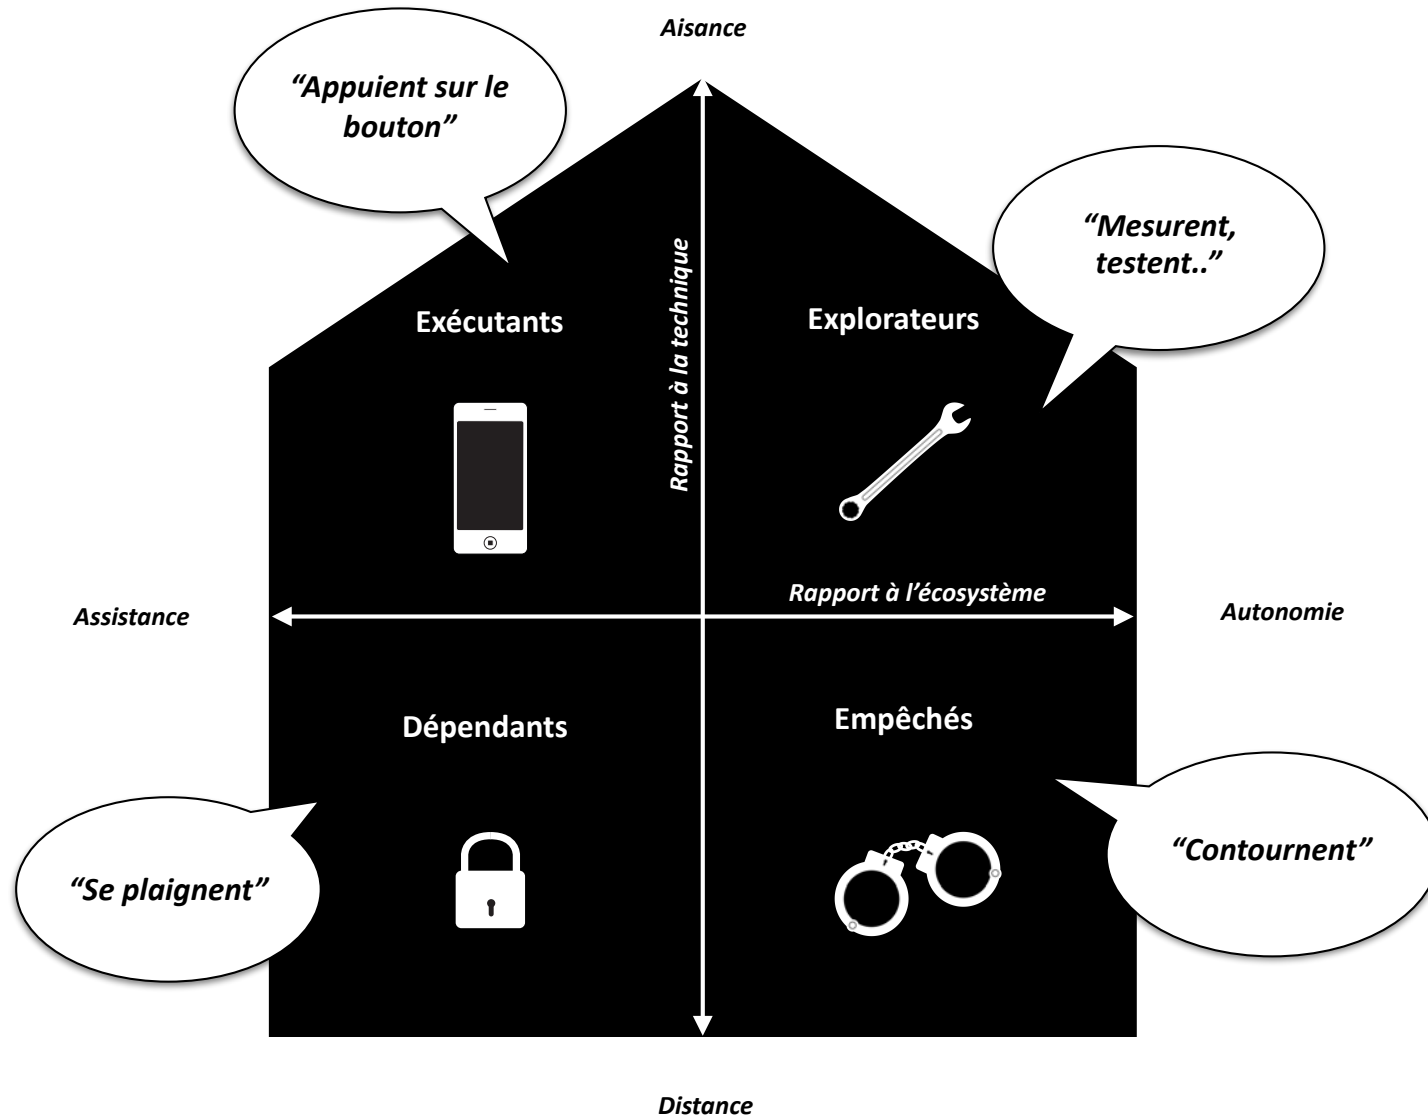 Aisance
“Appuient sur le
bouton”
“Mesurent,
testent..”
Rapport à la technique
Exécutants
Explorateurs
Rapport à l’écosystème
Assistance
Autonomie
Dépendants
Empêchés
“Se plaignent”
“Contournent”
Distance